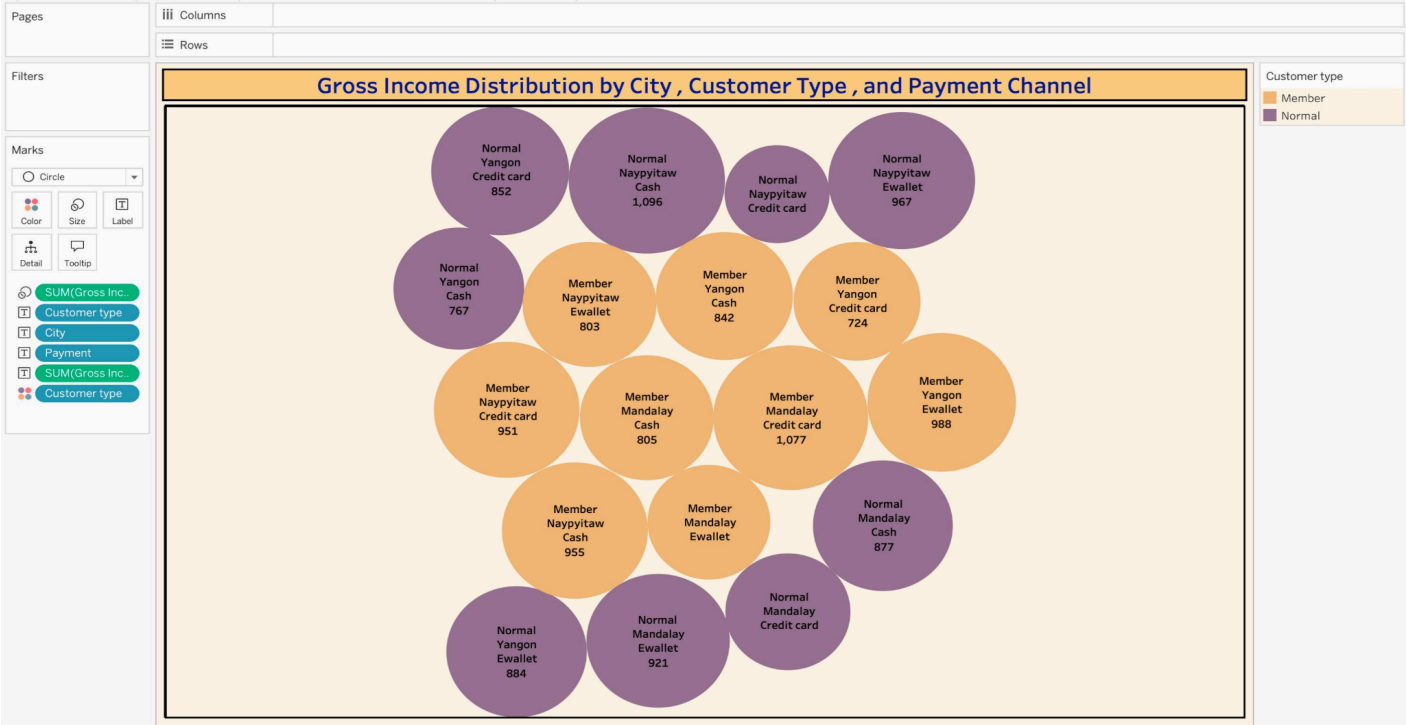 Pages
Columns
Rows
Filters
Marks
Circle
Color
Size
Label
Detail
Tooltip
SUM(Gross Inc..
Customer type
City
Payment
SUM(Gross Inc..
Customer type
Gross Income Distribution by City , Customer Type , and Payment Channel
Normal
Yangon
Credit card
852
Normal
Naypyitaw
Cash
1,096
Normal
Naypyitaw
Credit card
Normal
Naypyitaw
Ewallet
967
Normal
Yangon
Cash
767
Member
Naypyitaw
Ewallet
803
Member
Yangon
Cash
842
Member
Yangon
Credit card
724
Member
Naypyitaw
Credit card
951
Member
Mandalay
Cash
805
Member
Mandalay
Credit card
1,077
Member
Yangon
Ewallet
988
Member
Naypyitaw
Cash
955
Member
Mandalay
Ewallet
Normal
Mandalay
Cash
877
Normal
Yangon
Ewallet
884
Normal
Mandalay
Ewallet
921
Normal
Mandalay
Credit card
Customer type
Member
Normal